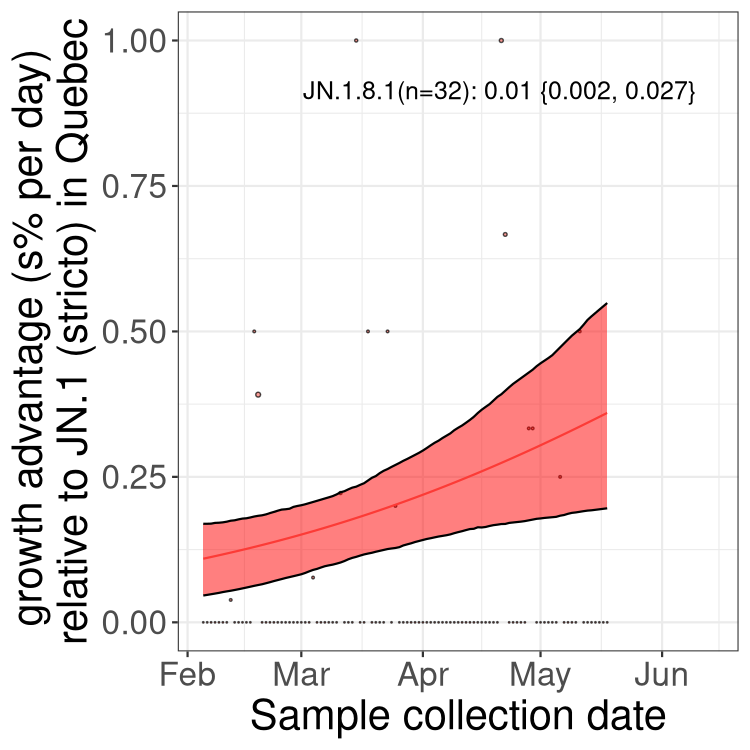 growth advantage (s% per day)
relative to JN.1 (stricto) in Quebec
1.00
0.75
0.50
0.25
0.00
JN.1.8.1(n=32): 0.01 {0.002, 0.027}
Feb Mar Apr May Jun
Sample collection date